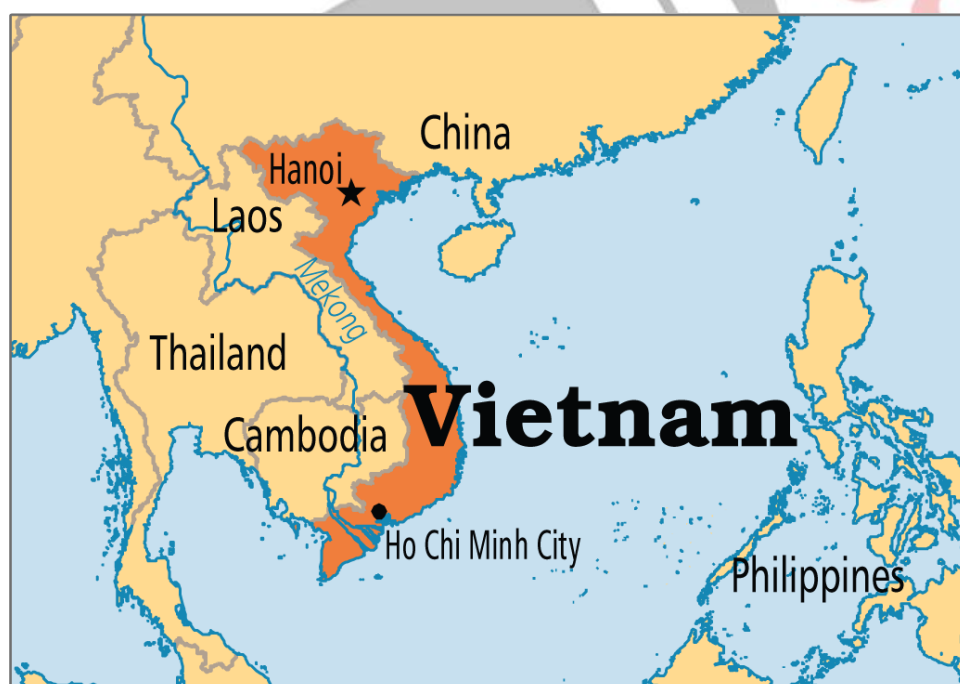 China
Hanoi
Laos
Mekong
Thailand
Vietnam
Cambodia
Ho Chi Minh City
Philippines